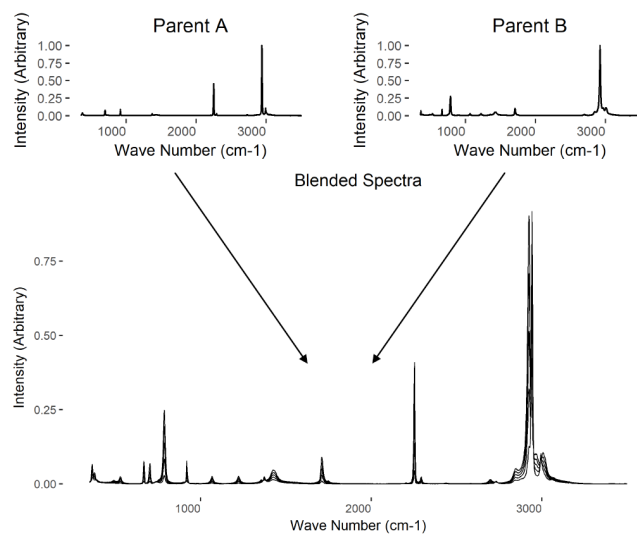 Parent A
Intensity (Arbitrary)
1.00
0.75
0.50
0.25
0.00
1000 2000 3000
Wave Number (cm-1)
Parent B
Intensity (Arbitrary)
1.00
0.75
0.50
0.25
0.00
1000 2000 3000
Wave Number (cm-1)
Blended Spectra
Intensity (Arbitrary)
0.75
0.50
0.25
0.00
1000 2000 3000
Wave Number (cm-1)